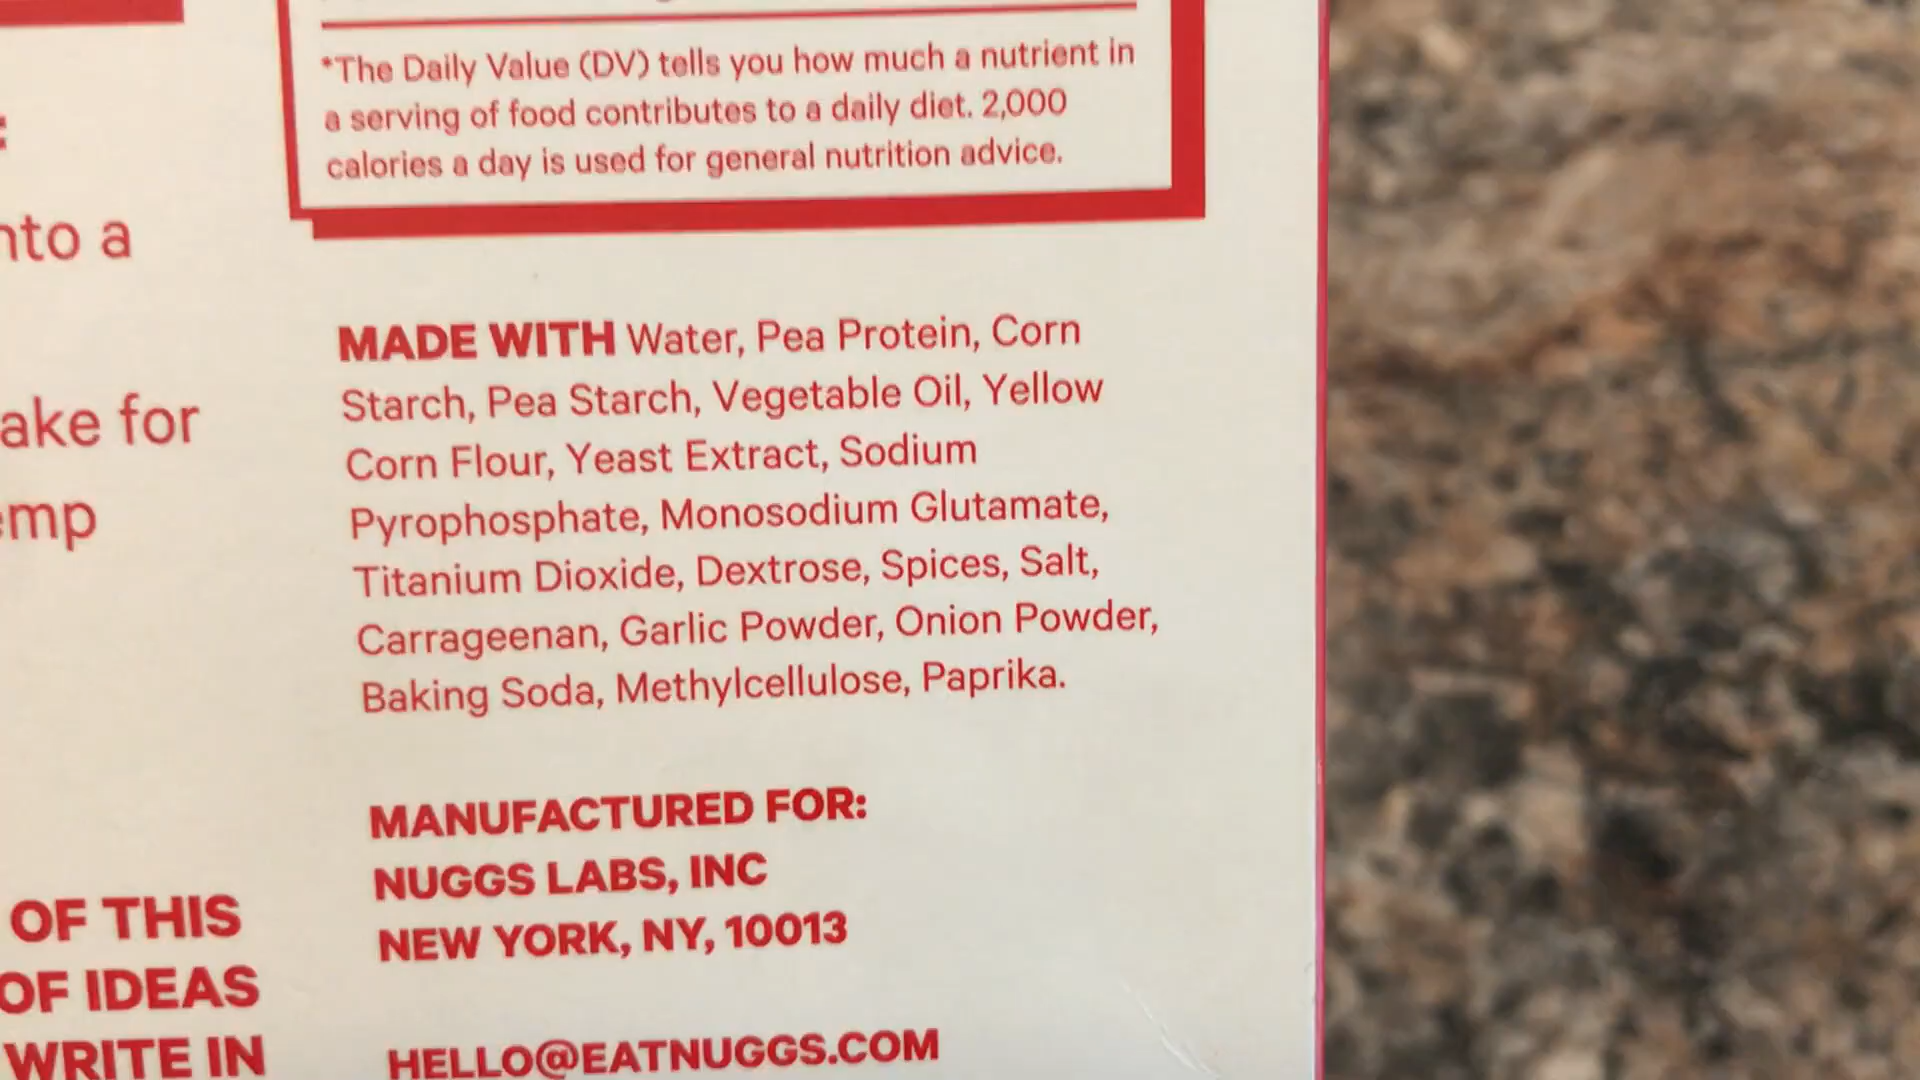 *The Daily Value (DV) tells you how much a nutrient in
a serving of food contributes to a daily diet. 2,000
calories a day is used for general nutrition advice.
nto a
ake for
emp
OF THIS
OF IDEAS
WRITE IN
MADE WITH Water, Pea Protein, Corn
Starch, Pea Starch, Vegetable Oil, Yellow
Corn Flour, Yeast Extract, Sodium
Pyrophosphate, Monosodium Glutamate,
Titanium Dioxide, Dextrose, Spices, Salt,
Carrageenan, Garlic Powder, Onion Powder,
Baking Soda, Methylcellulose, Paprika.
MANUFACTURED FOR:
NUGGS LABS, INC
NEW YORK, NY, 10013
HELLO@EATNUGGS.COM